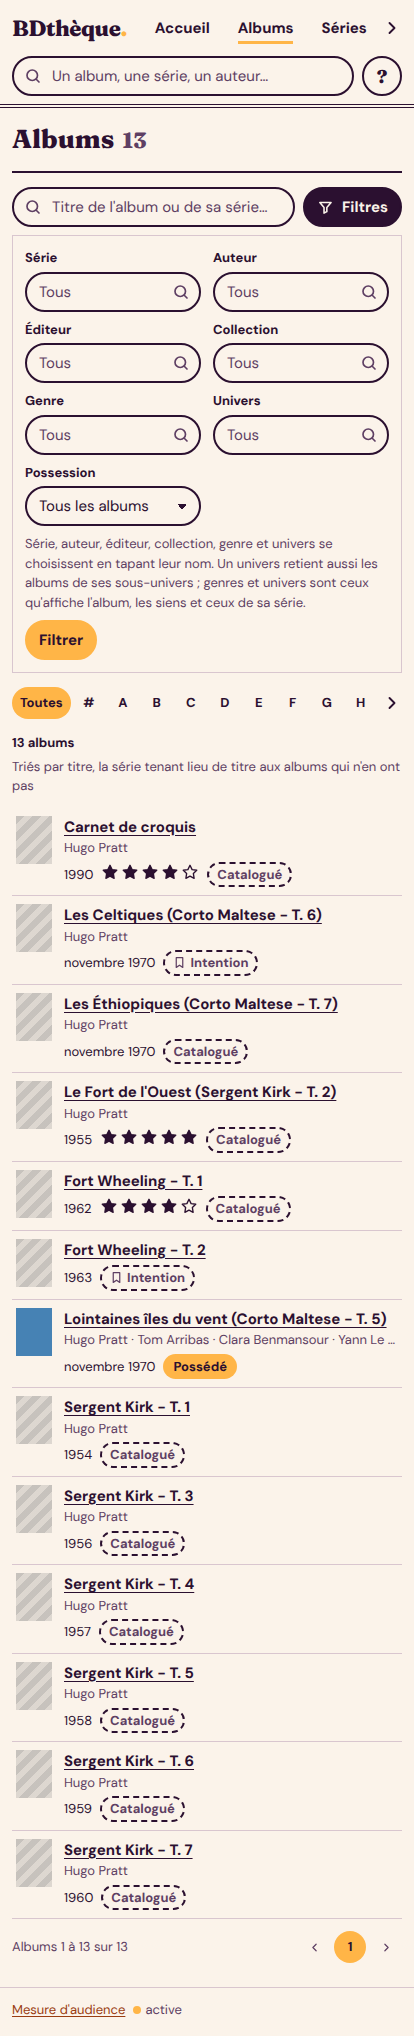 BDthèque.
Accueil Albums Séries
Un album, une série, un auteur... ?
Albums 13
Titre de l'album ou de sa série... Filtres
Série Auteur
Tous Tous
Éditeur Collection
Tous Tous
Genre Univers
Tous Tous
Possession
Tous les albums
Série, auteur, éditeur, collection, genre et univers se
choisissent en tapant leur nom. Un univers retient aussi les
albums de ses sous-univers ; genres et univers sont ceux
qu'affiche l'album, les siens et ceux de sa série.
Filtrer
Toutes # A B C D E F G H
13 albums
Triés par titre, la série tenant lieu de titre aux albums qui n'en ont
pas
Carnet de croquis
Hugo Pratt
1990 Catalogué
Les Celtiques (Corto Maltese - T. 6)
Hugo Pratt
novembre 1970 Intention
Les Éthiopiques (Corto Maltese - T. 7)
Hugo Pratt
novembre 1970 Catalogué
Le Fort de l'Ouest (Sergent Kirk - T. 2)
Hugo Pratt
1955 Catalogué
Fort Wheeling - T. 1
1962 Catalogué
Fort Wheeling - T. 2
1963 Intention
Lointaines îles du vent (Corto Maltese - T. 5)
Hugo Pratt · Tom Arribas · Clara Benmansour · Yann Le ...
novembre 1970 Possédé
Sergent Kirk - T. 1
Hugo Pratt
1954 Catalogué
Sergent Kirk - T. 3
Hugo Pratt
1956 Catalogué
Sergent Kirk - T. 4
Hugo Pratt
1957 Catalogué
Sergent Kirk - T. 5
Hugo Pratt
1958 Catalogué
Sergent Kirk - T. 6
Hugo Pratt
1959 Catalogué
Sergent Kirk - T. 7
Hugo Pratt
1960 Catalogué
Albums 1 à 13 sur 13 ‹ 1 ›
Mesure d'audience active